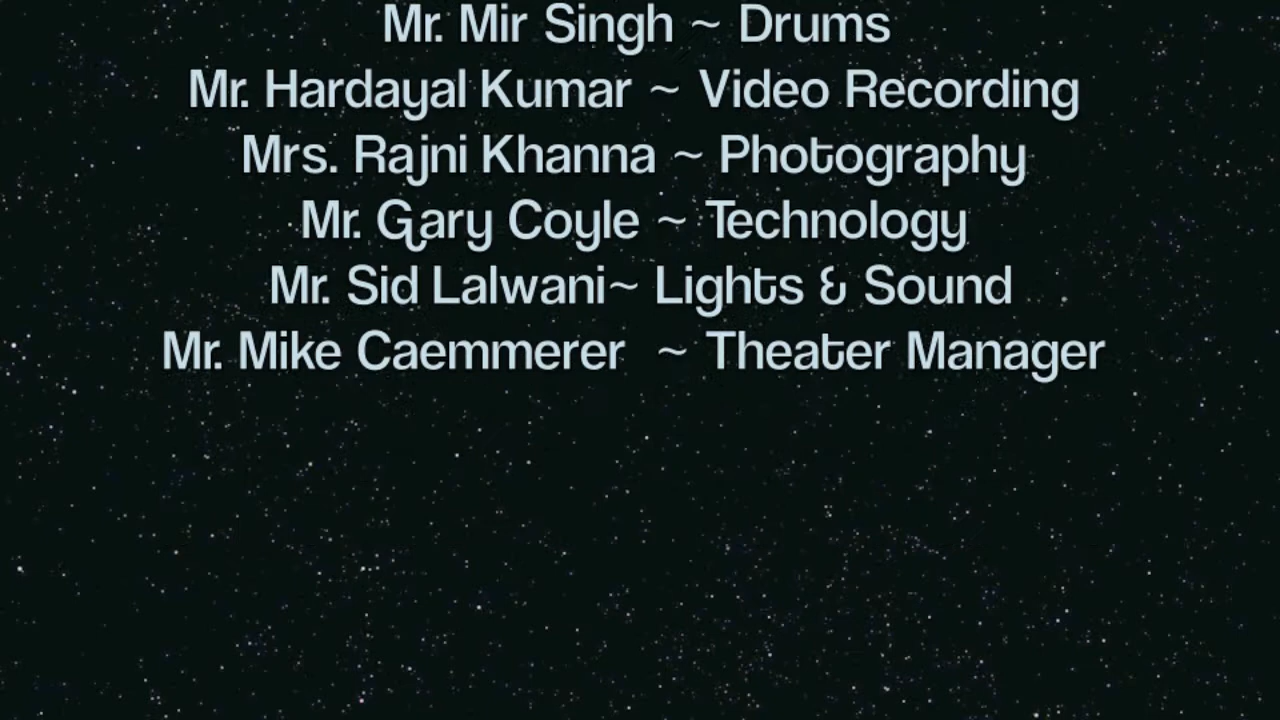 Mr. Mir Singh ~ Drums
Mr. Hardayal Kumar ~ Video Recording
Mrs. Rajni Khanna ~ Photography
Mr. Gary Coyle ~ Technology
Mr. Sid Lalwani~ Lights & Sound
Mr. Mike Caemmerer ~ Theater Manager